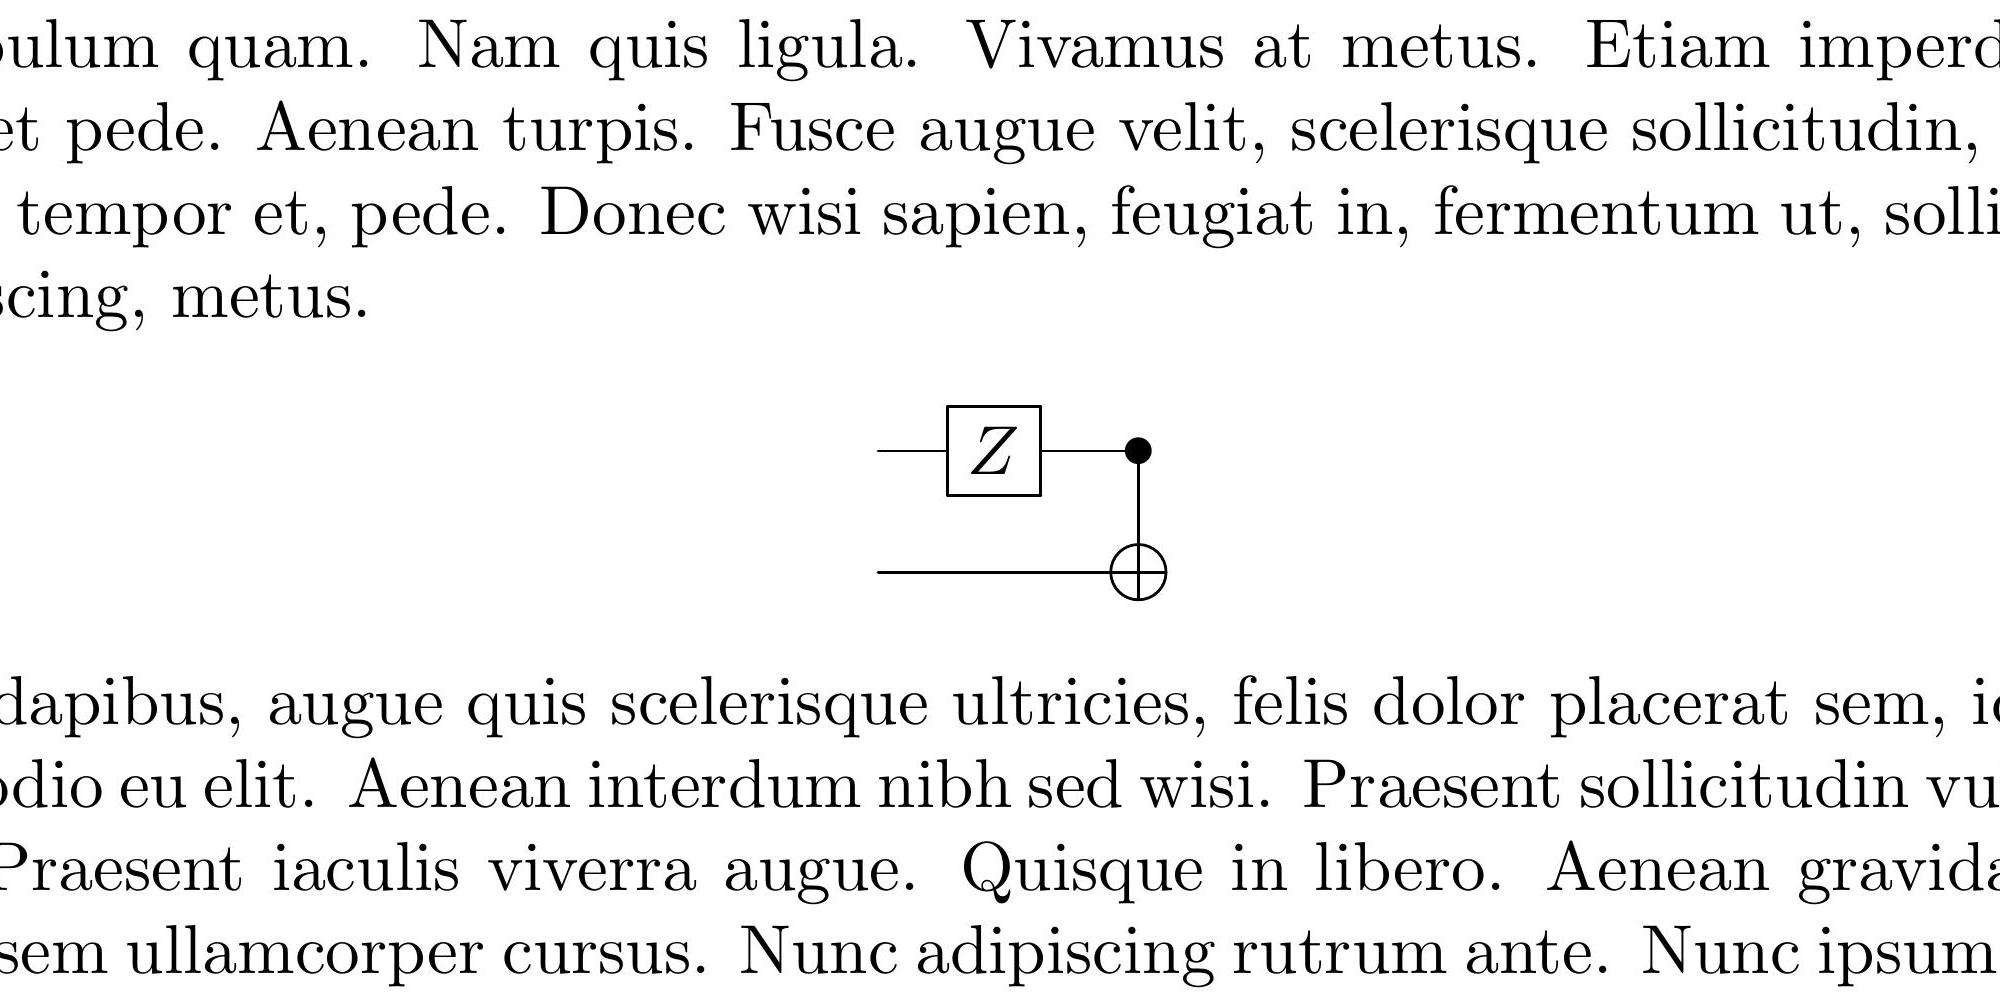 ulum quam. Nam quis ligula. Vivamus at metus. Etiam imperd
et pede. Aenean turpis. Fusce augue velit, scelerisque sollicitudin,
tempor et, pede. Donec wisi sapien, feugiat in, fermentum ut, solli
scing, metus.
Z
dapibus, augue quis scelerisque ultricies, felis dolor placerat sem, id
odio eu elit. Aenean interdum nibh sed wisi. Praesent sollicitudin vu
Praesent iaculis viverra augue. Quisque in libero. Aenean gravida
sem ullamcorper cursus. Nunc adipiscing rutrum ante. Nunc ipsum